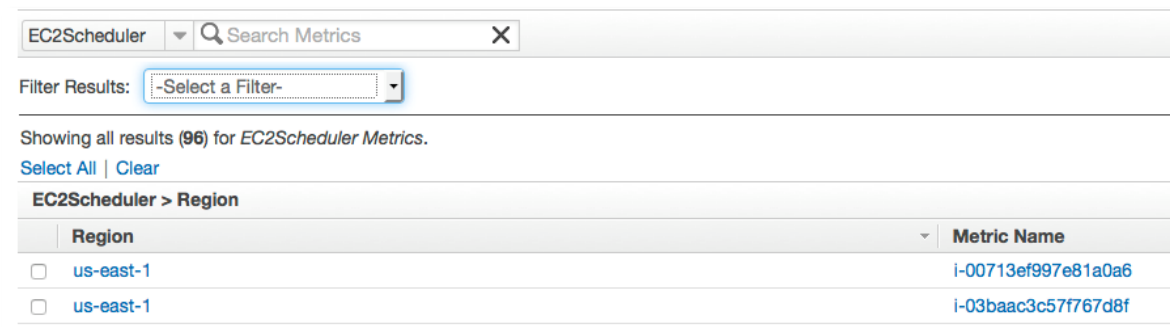 EC2Scheduler Search Metrics
Filter Results: -Select a Filter-
Showing all results (96) for EC2Scheduler Metrics.
Select All | Clear
EC2Scheduler > Region
Region Metric Name
us-east-1 i-00713ef997e81a0a6
us-east-1 i-03baac3c57f767d8f